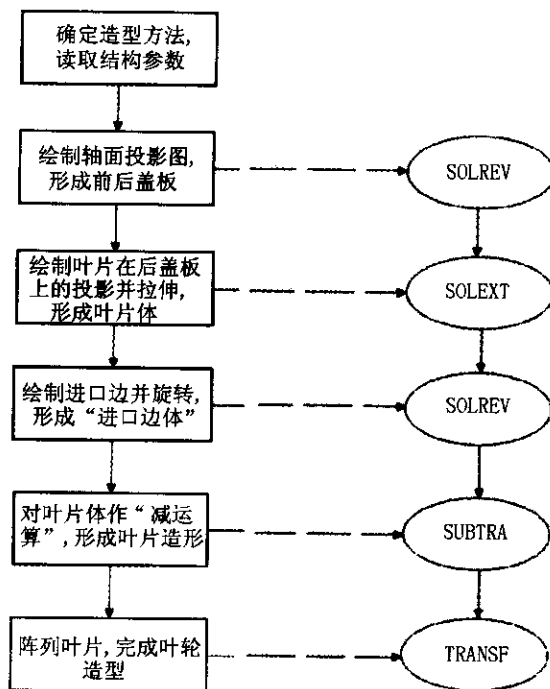 确定造型方法,
读取结构参数
绘制轴面投影图,
形成前后盖板
SOLREV
绘制叶片在后盖板
上的投影并拉伸,
形成叶片体
SOLEXT
绘制进口边并旋转,
形成“进口边体”
SOLREV
对叶片体作“减运
算”,形成叶片造形
SUBTRA
阵列叶片,完成叶轮
造型
TRANSF